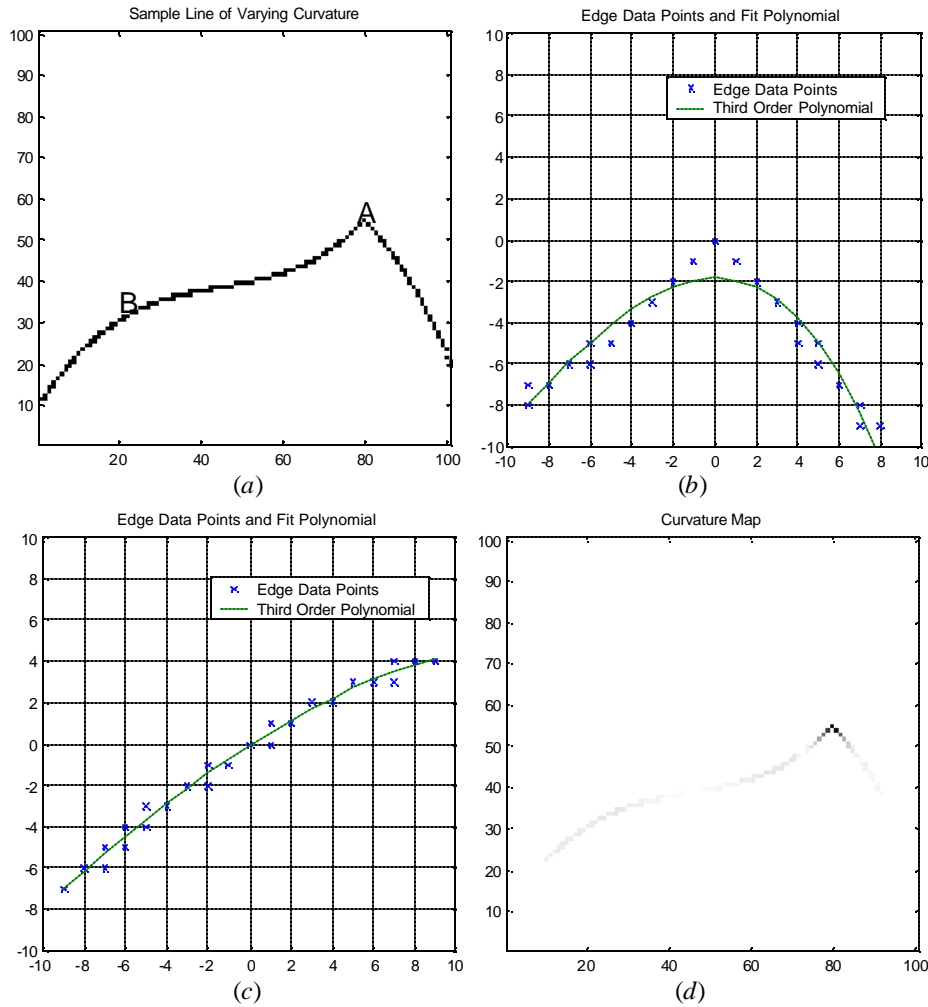 Sample Line of Varying Curvature
100
90
80
70
60
50
40
30
20
10
A
B
20 40 60 80 100
(a)
Edge Data Points and Fit Polynomial
10
8
6
4
2
0
-2
-4
-6
-8
-10
Edge Data Points
Third Order Polynomial
-10 -8 -6 -4 -2 0 2 4 6 8 10
(b)
Edge Data Points and Fit Polynomial
10
8
6
4
2
0
-2
-4
-6
-8
-10
Edge Data Points
Third Order Polynomial
-10 -8 -6 -4 -2 0 2 4 6 8 10
(c)
Curvature Map
100
90
80
70
60
50
40
30
20
10
20 40 60 80 100
(d)